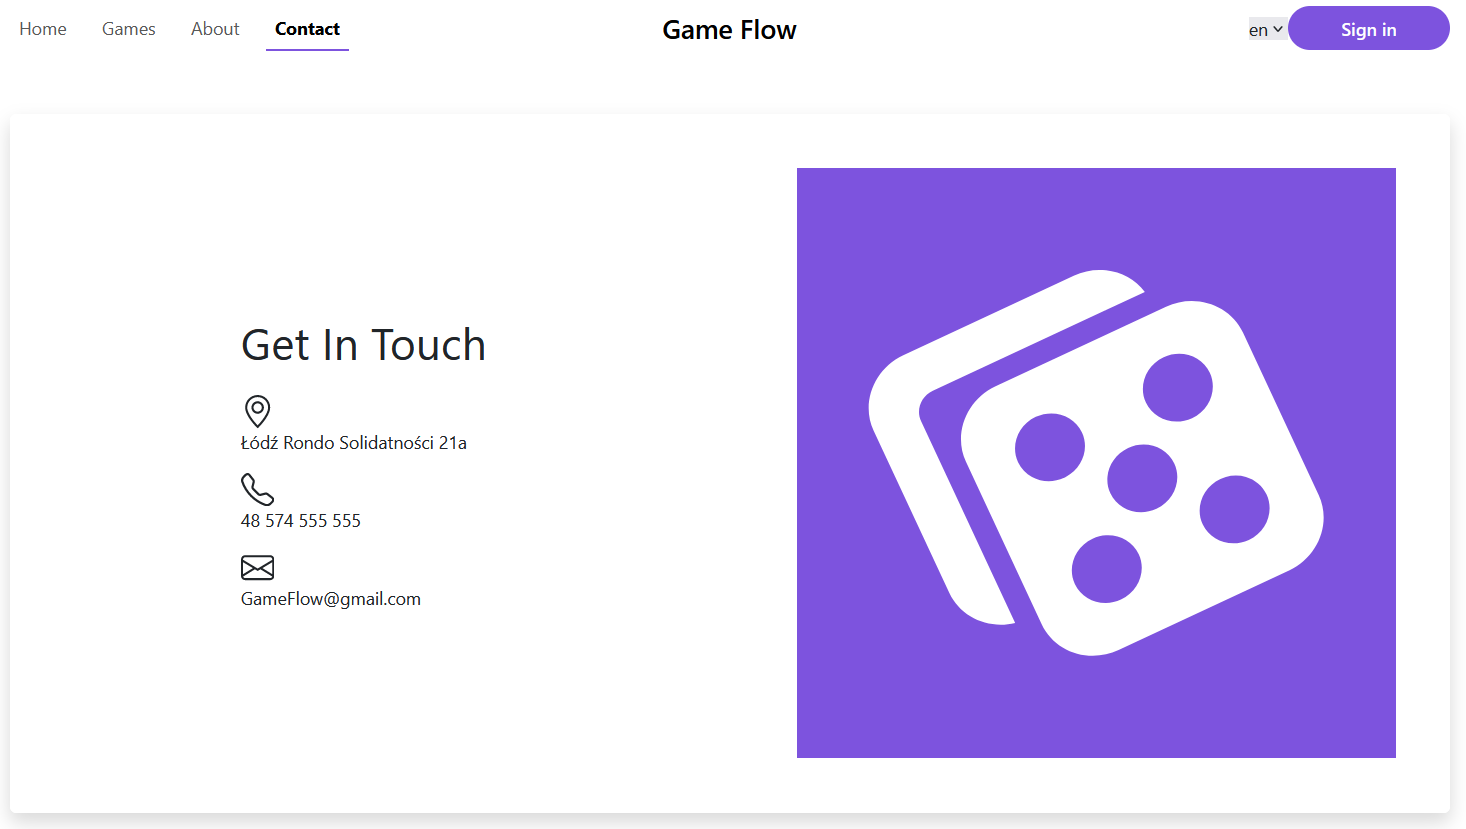 Home Games About Contact Game Flow en Sign in
Get In Touch
Łódź Rondo Solidatności 21a
48 574 555 555
GameFlow@gmail.com